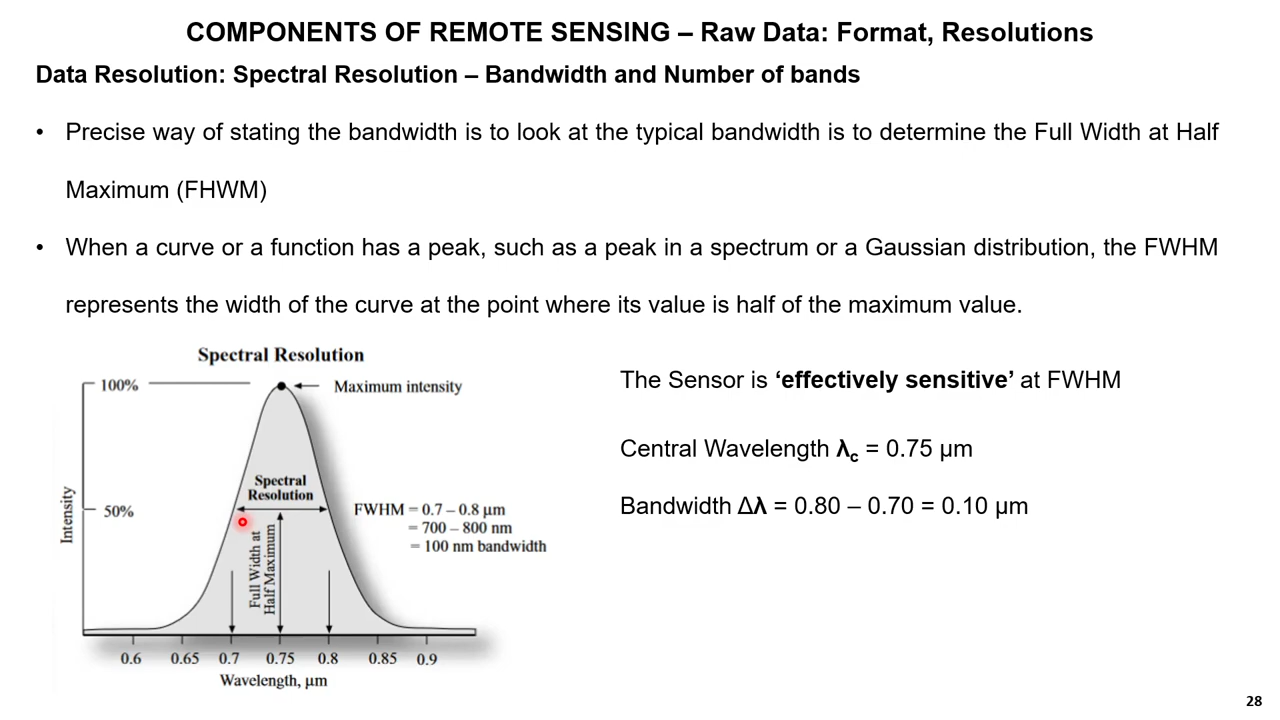 COMPONENTS OF REMOTE SENSING – Raw Data: Format, Resolutions
Data Resolution: Spectral Resolution – Bandwidth and Number of bands
• Precise way of stating the bandwidth is to look at the typical bandwidth is to determine the Full Width at Half
Maximum (FHWM)
• When a curve or a function has a peak, such as a peak in a spectrum or a Gaussian distribution, the FWHM
represents the width of the curve at the point where its value is half of the maximum value.
Spectral Resolution
100%
Maximum intensity
Spectral
Resolution
50%
FWHM = 0.7 – 0.8 μm
= 700 – 800 nm
= 100 nm bandwidth
Intensity
Full Width at
Half Maximum
0.6 0.65 0.7 0.75 0.8 0.85 0.9
Wavelength, μm
The Sensor is ‘effectively sensitive’ at FWHM
Central Wavelength λc = 0.75 μm
Bandwidth Δλ = 0.80 – 0.70 = 0.10 μm
28